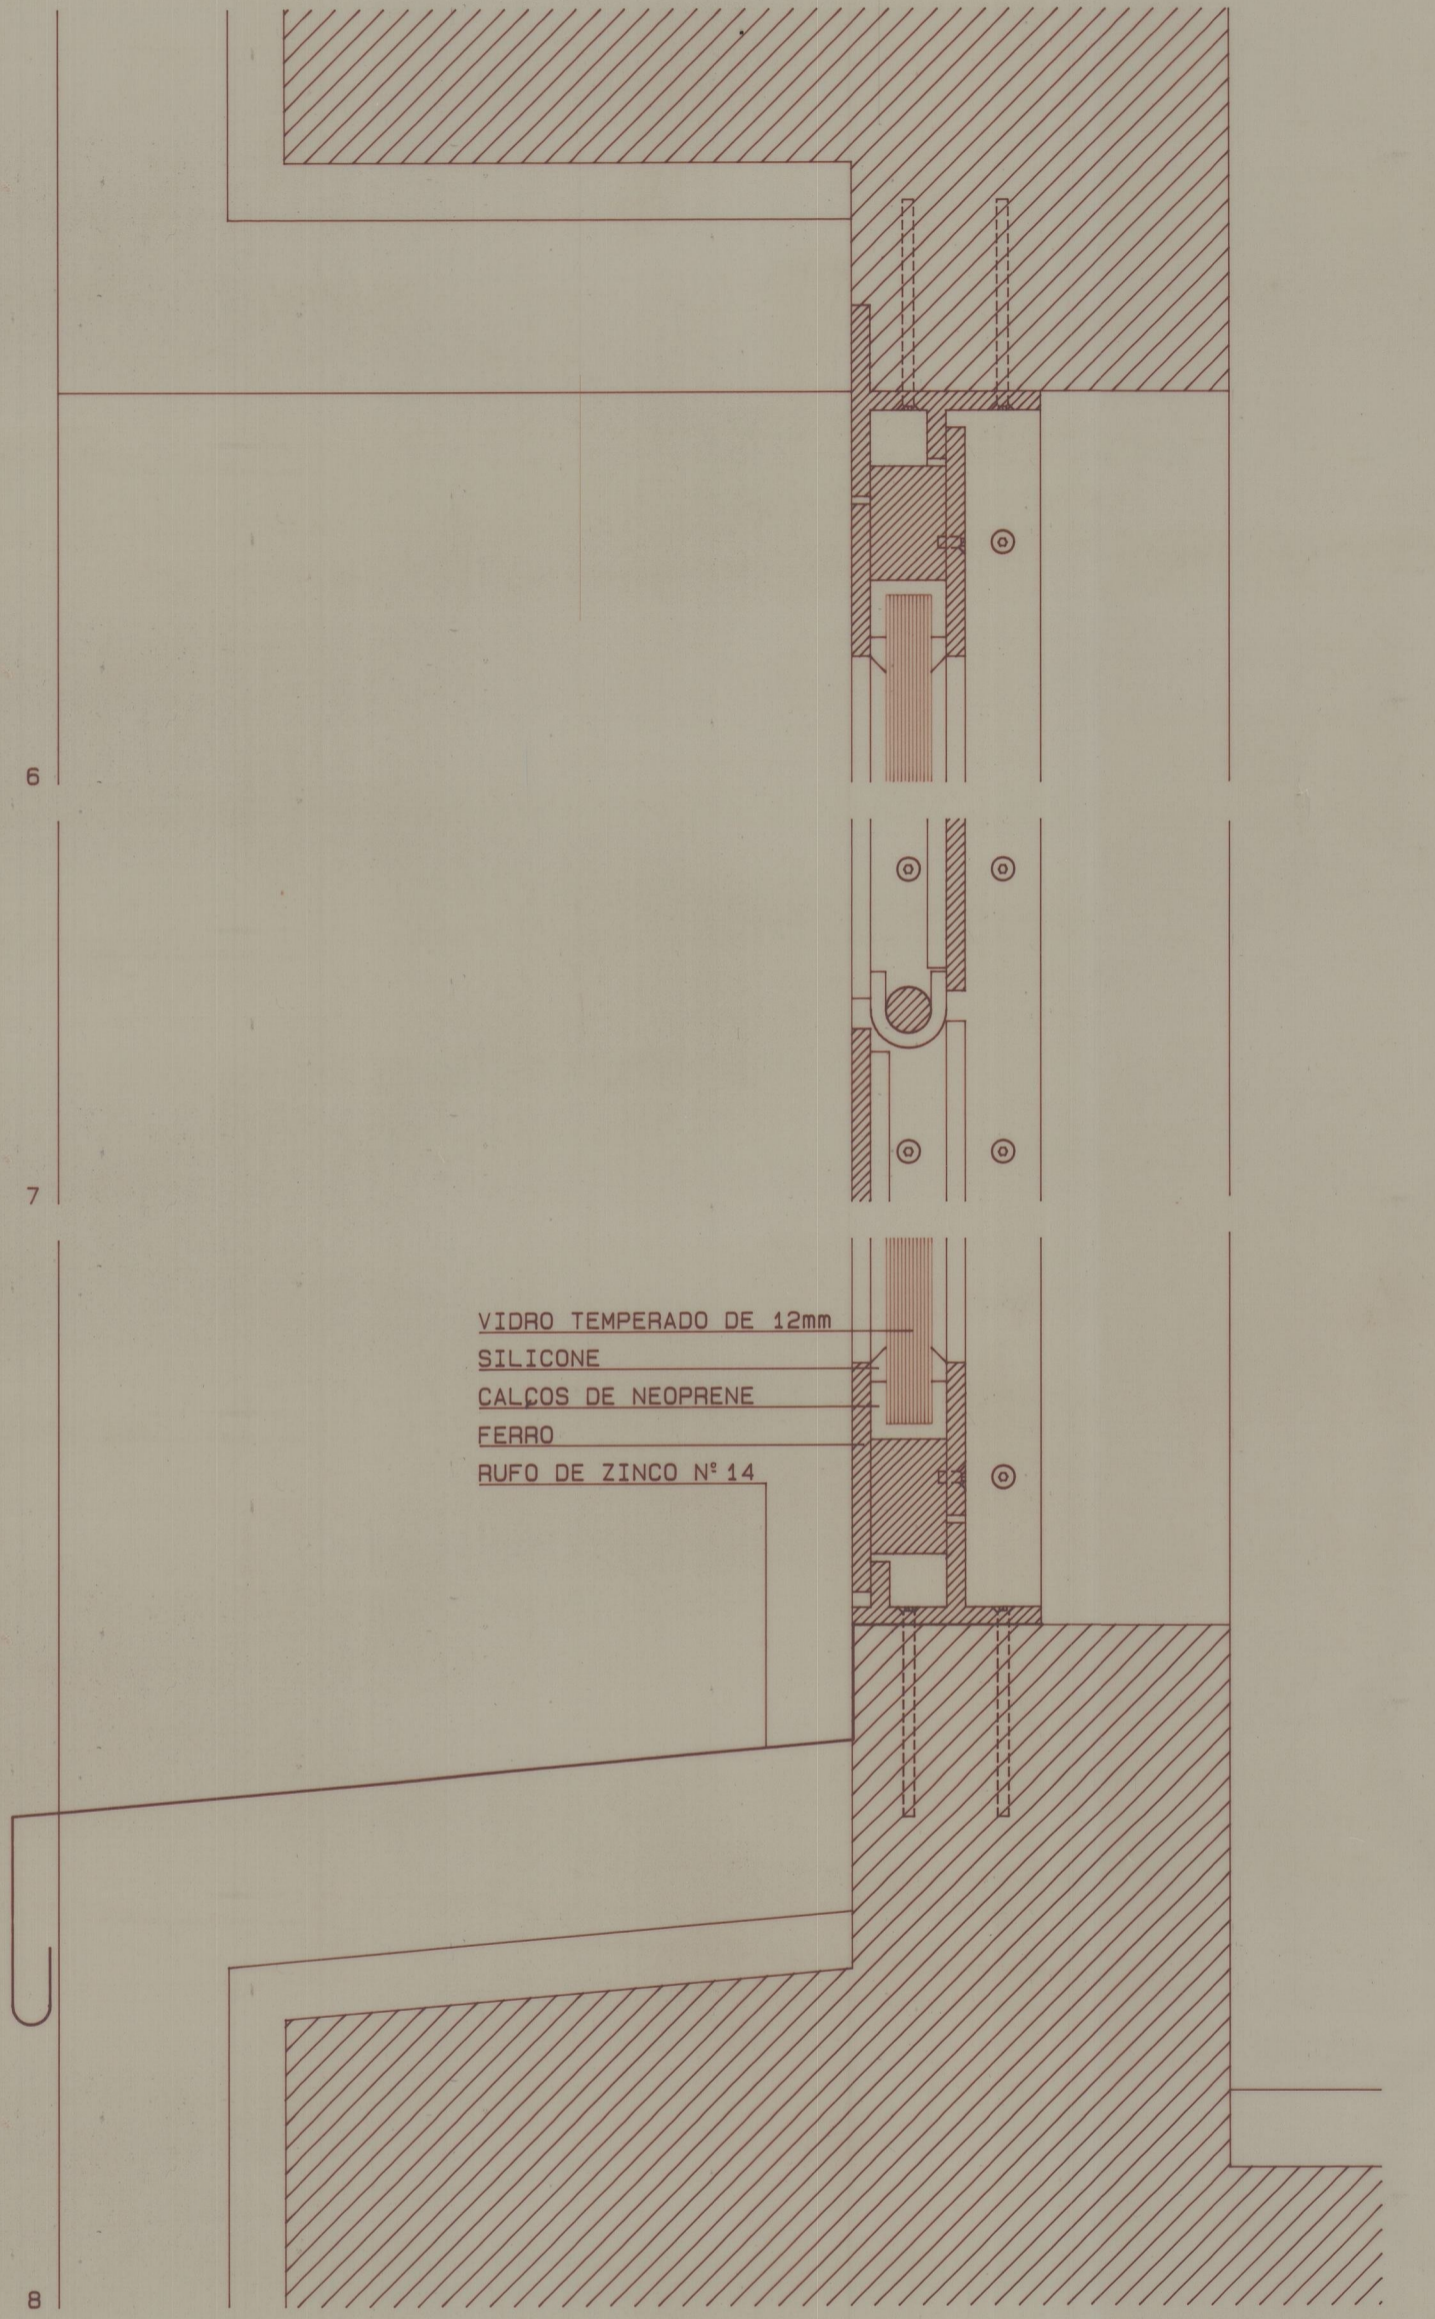 6
7
VIDRO TEMPERADO DE 12mm
SILICONE
CALÇOS DE NEOPRENE
FERRO
RUFO DE ZINCO Nº 14
8